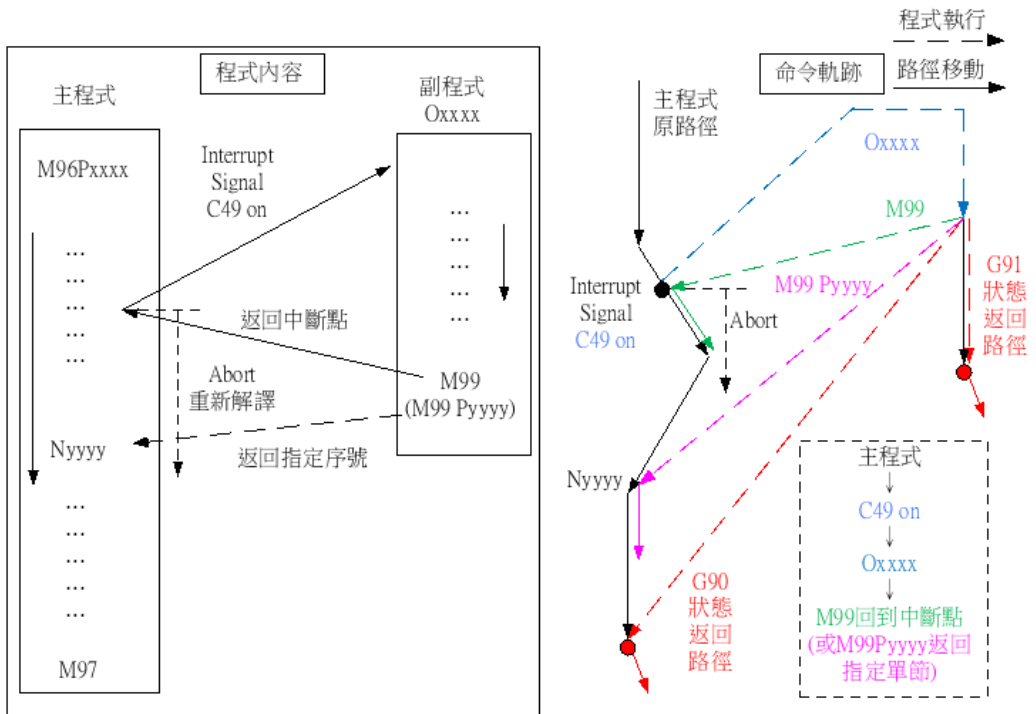 程式內容
主程式
副程式
Oxxxx
M96Pxxxx
Interrupt
Signal
C49 on
...
...
...
...
...
...
...
...
...
返回中斷點
Abort
重新解譯
M99
(M99 Pyyyy)
Nyyyy
返回指定序號
...
...
...
...
...
M97
程式執行
命令軌跡
路徑移動
主程式
原路徑
Oxxxx
M99
M99 Pyyyy
G91
狀態
返回
路徑
Interrupt
Signal
C49 on
Abort
Nyyyy
G90
狀態
返回
路徑
主程式
C49 on
Oxxxx
M99回到中斷點
(或M99Pyyyy返回
指定單節)